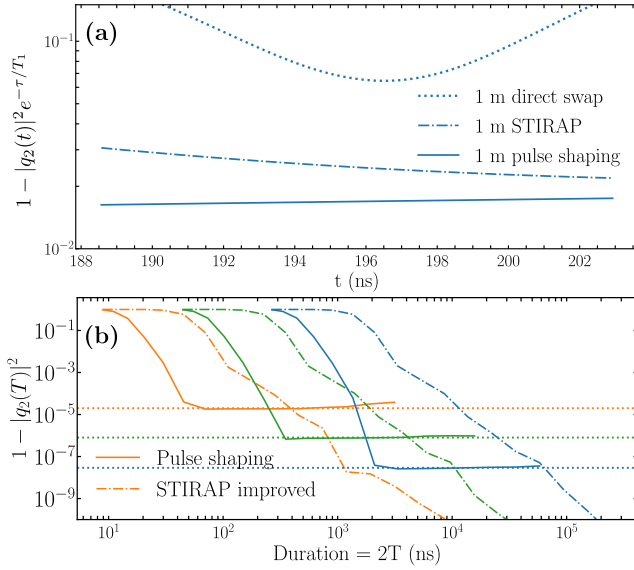 (a)
10⁻¹
10⁻²
1 − |q₂(t)|²e^{−τ/T₁}
1 m direct swap
1 m STIRAP
1 m pulse shaping
188 190 192 194 196 198 200 202
t (ns)
(b)
10⁻¹
10⁻³
10⁻⁵
10⁻⁷
10⁻⁹
1 − |q₂(T)|²
Pulse shaping
STIRAP improved
10¹ 10² 10³ 10⁴ 10⁵
Duration = 2T (ns)